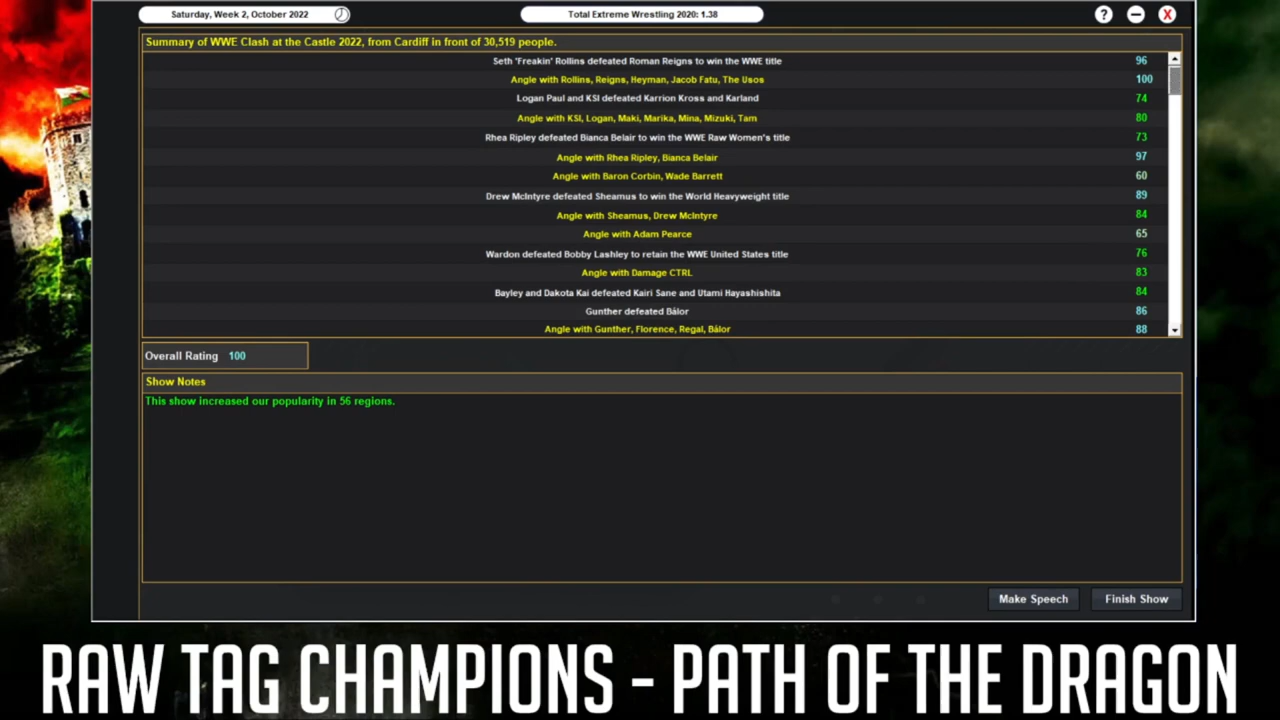 Saturday, Week 2, October 2022
Total Extreme Wrestling 2020: 1.38
? X
Summary of WWE Clash at the Castle 2022, from Cardiff in front of 30,519 people.
Seth 'Freakin' Rollins defeated Roman Reigns to win the WWE title 96
Angle with Rollins, Reigns, Heyman, Jacob Fatu, The Usos 100
Logan Paul and KSI defeated Karrion Kross and Karland 74
Angle with KSI, Logan, Maki, Marika, Mina, Mizuki, Tam 80
Rhea Ripley defeated Bianca Belair to win the WWE Raw Women's title 73
Angle with Rhea Ripley, Bianca Belair 97
Angle with Baron Corbin, Wade Barrett 60
Drew McIntyre defeated Sheamus to win the World Heavyweight title 89
Angle with Sheamus, Drew McIntyre 84
Angle with Adam Pearce 65
Wardon defeated Bobby Lashley to retain the WWE United States title 76
Angle with Damage CTRL 83
Bayley and Dakota Kai defeated Kairi Sane and Utami Hayashishita 84
Gunther defeated Bálor 86
Angle with Gunther, Florence, Regal, Bálor 88
Overall Rating 100
Show Notes
This show increased our popularity in 56 regions.
Make Speech Finish Show
RAW TAG CHAMPIONS - PATH OF THE DRAGON